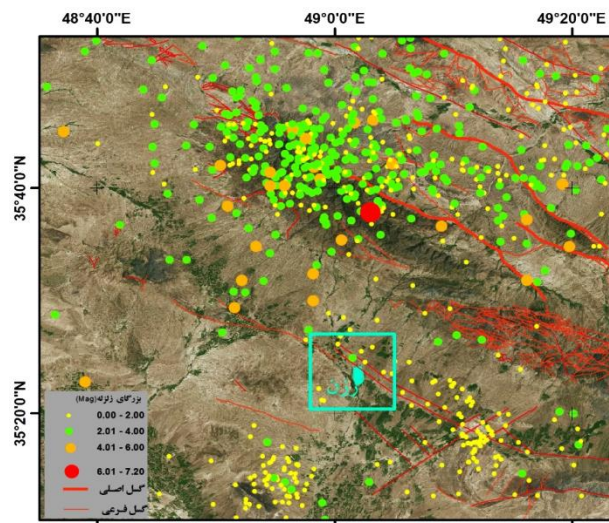 48°40'0"E
49°0'0"E
49°20'0"E
35°40'0"N
35°20'0"N
رزن
بزرگای زلزله(Mag)
0.00 - 2.00
2.01 - 4.00
4.01 - 6.00
6.01 - 7.20
گسل اصلی
گسل فرعی